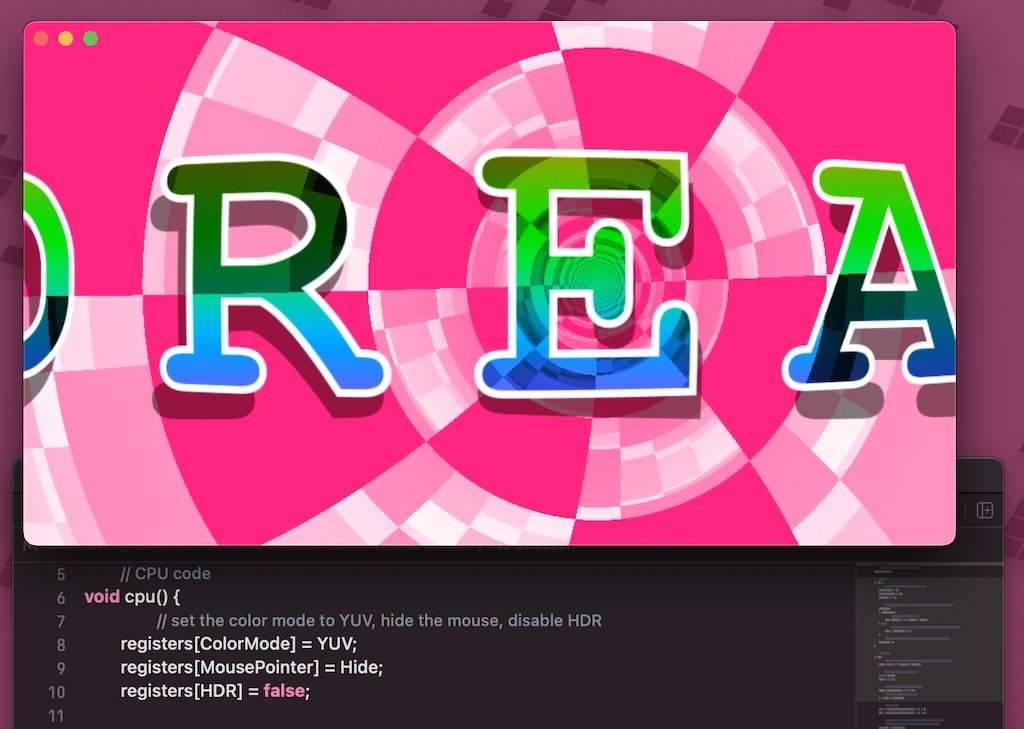 OREA
5 // CPU code
6 void cpu() {
7 // set the color mode to YUV, hide the mouse, disable HDR
8 registers[ColorMode] = YUV;
9 registers[MousePointer] = Hide;
10 registers[HDR] = false;
11